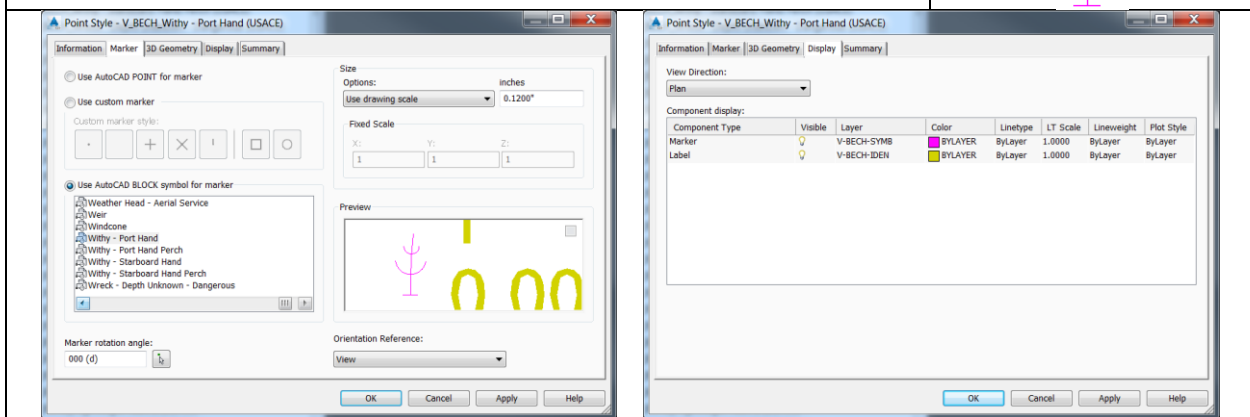 Point Style - V_BECH_Withy - Port Hand (USACE)
Information Marker 3D Geometry Display Summary
Use AutoCAD POINT for marker
Use custom marker
Custom marker style:
Use AutoCAD BLOCK symbol for marker
Weather Head - Aerial Service
Weir
Windcone
Withy - Port Hand
Withy - Port Hand Perch
Withy - Starboard Hand
Withy - Starboard Hand Perch
Wreck - Depth Unknown - Dangerous
Marker rotation angle:
000 (d)
Size
Options: inches
Use drawing scale 0.1200"
Fixed Scale
X: Y: Z:
1 1 1
Preview
Orientation Reference:
View
OK Cancel Apply Help
Point Style - V_BECH_Withy - Port Hand (USACE)
Information Marker 3D Geometry Display Summary
View Direction:
Plan
Component display:
Component Type Visible Layer Color Linetype LT Scale Lineweight Plot Style
Marker V-BECH-SYMB BYLAYER ByLayer 1.0000 ByLayer ByLayer
Label V-BECH-IDEN BYLAYER ByLayer 1.0000 ByLayer ByLayer
OK Cancel Apply Help